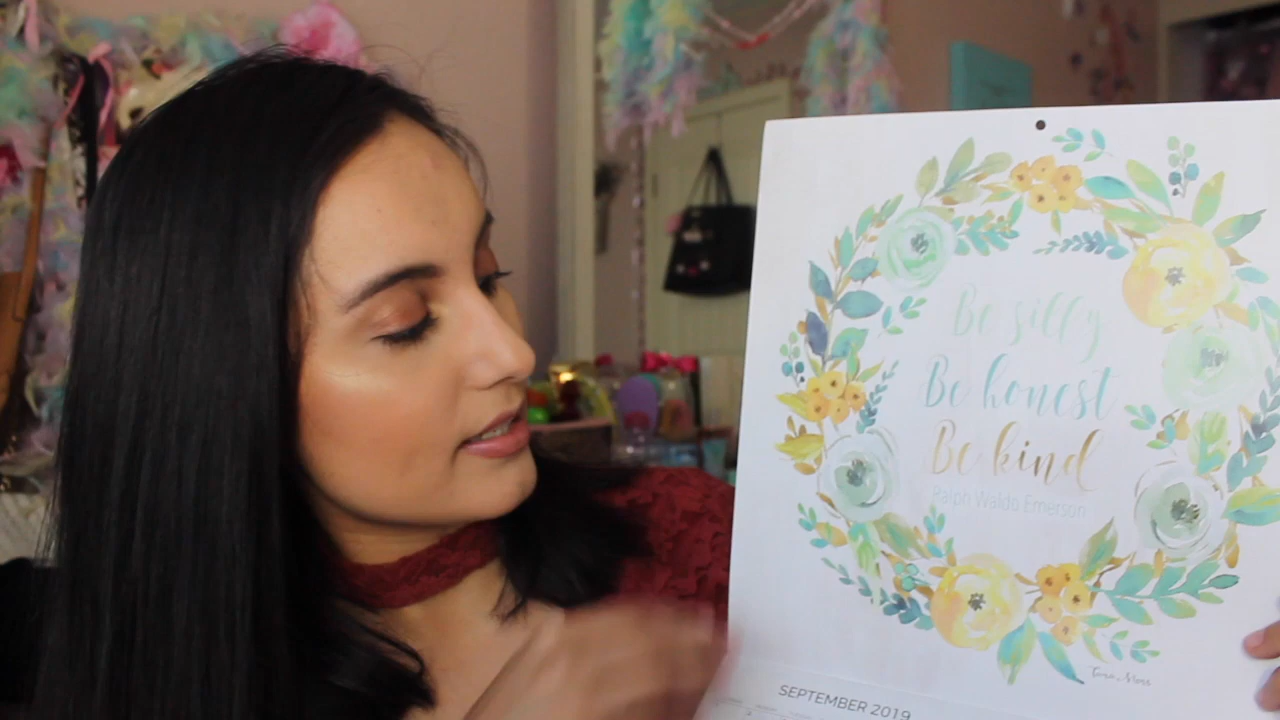 Be silly
Be honest
Be kind
Ralph Waldo Emerson
SEPTEMBER 2019